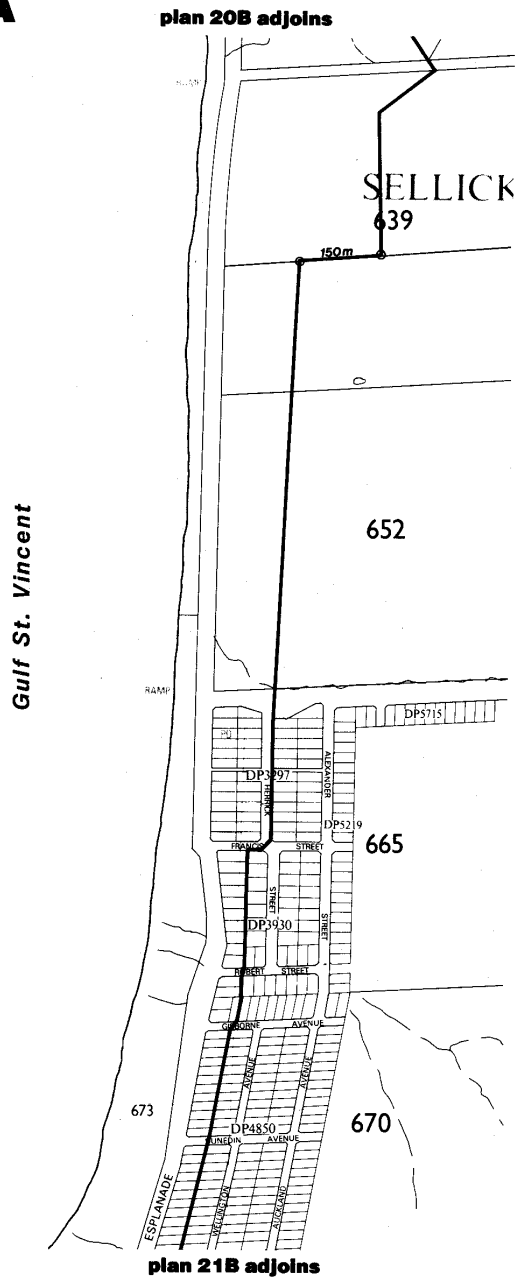 A
plan 20B adjoins
RAMP
SELLICK
639
150m
652
Gulf St. Vincent
RAMP
DP5715
PO
DP3297
HERRICK
ALEXANDER
DP5219
FRANCIS STREET
665
STREET
STREET
DP3930
ROBERT STREET
GISBORNE AVENUE
AVENUE
AVENUE
673
DP4850
670
DUNEDIN AVENUE
ESPLANADE
WELLINGTON
AUCKLAND
plan 21B adjoins